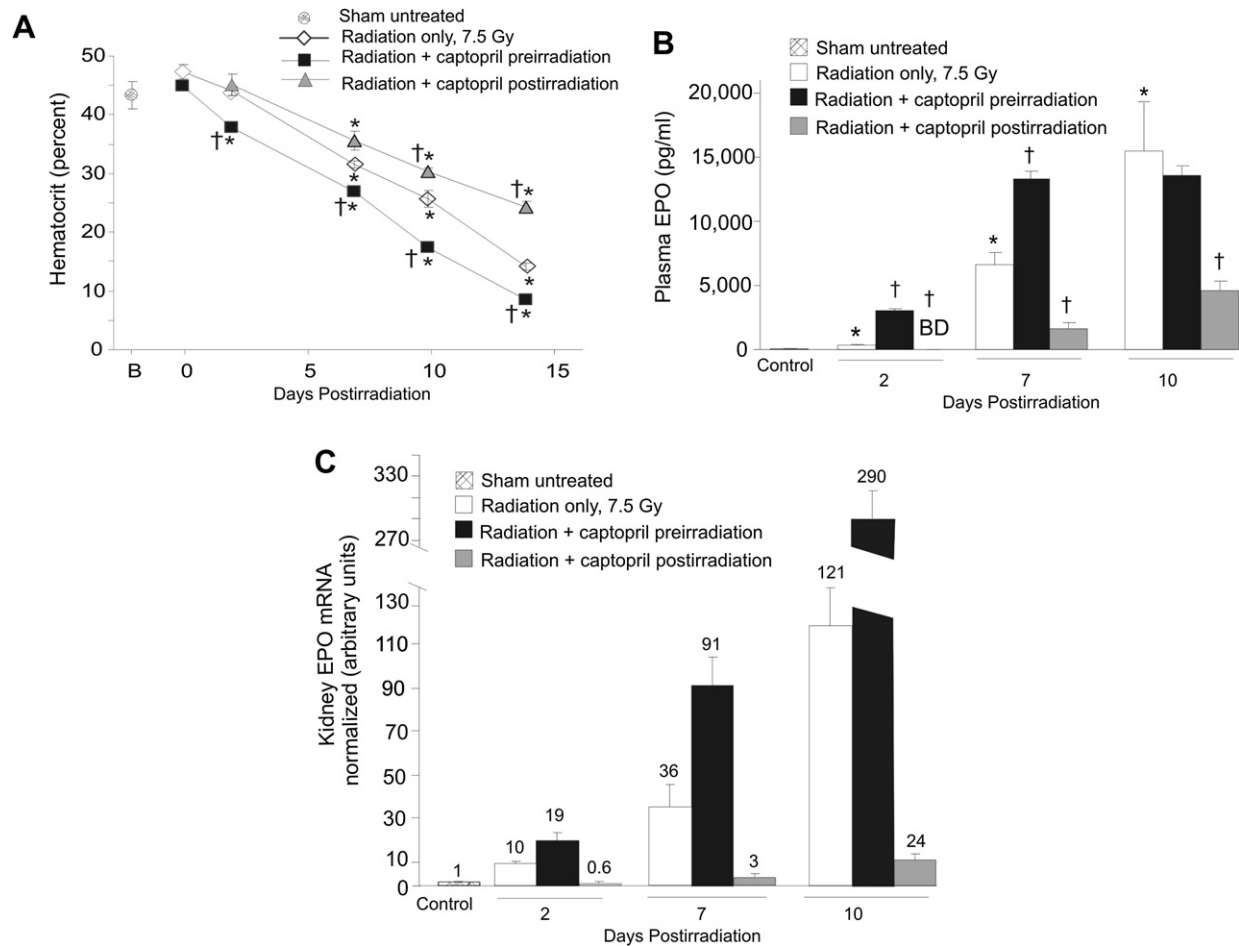 A
Sham untreated
Radiation only, 7.5 Gy
Radiation + captopril preirradiation
Radiation + captopril postirradiation
Hematocrit (percent)
50
40
30
20
10
0
†*
*
*
†*
†*
*
†*
†*
*
†*
B 0 5 10 15
Days Postirradiation
B
Sham untreated
Radiation only, 7.5 Gy
Radiation + captopril preirradiation
Radiation + captopril postirradiation
Plasma EPO (pg/ml)
20,000
15,000
10,000
5,000
0
*
†
†
BD
*
†
†
*
†
Control
2 7 10
Days Postirradiation
C
Sham untreated
Radiation only, 7.5 Gy
Radiation + captopril preirradiation
Radiation + captopril postirradiation
Kidney EPO mRNA
normalized (arbitrary units)
330
270
130
110
90
70
50
30
10
0
1
10
19
0.6
36
91
3
121
290
24
Control
2 7 10
Days Postirradiation